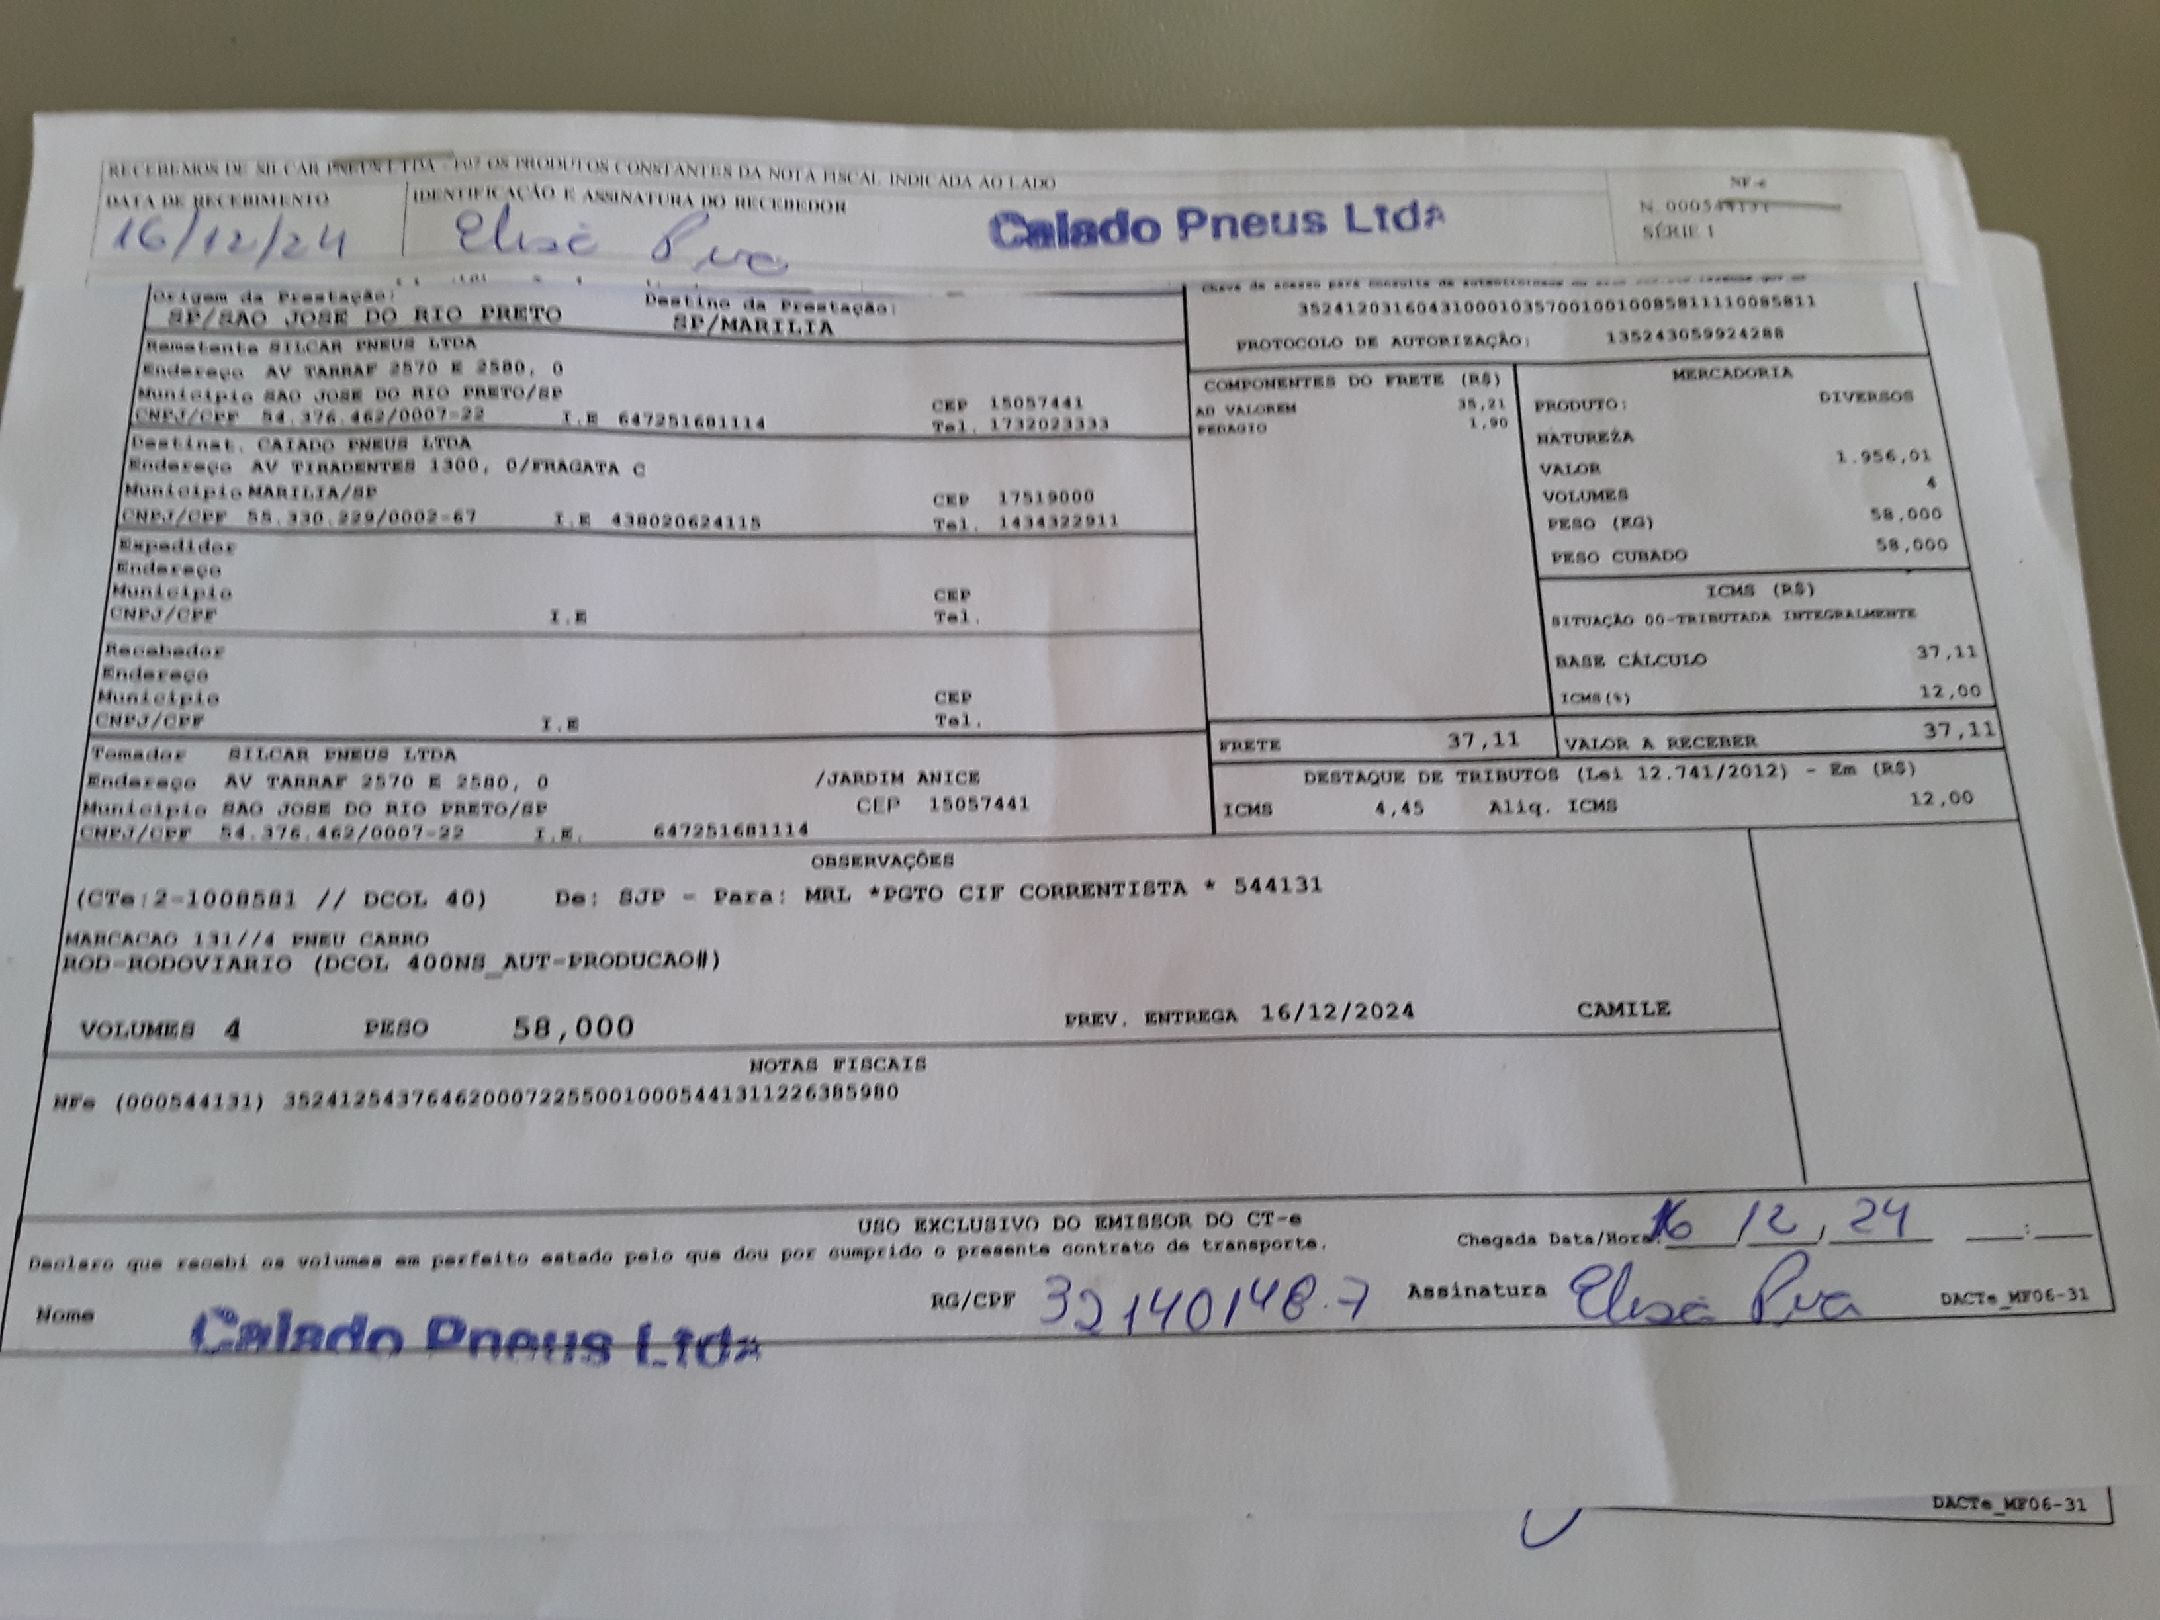 RECEBEMOS DE SILCAR PNEUS LTDA - F07 OS PRODUTOS CONSTANTES DA NOTA FISCAL INDICADA AO LADO
NF-e
DATA DE RECEBIMENTO
IDENTIFICAÇÃO E ASSINATURA DO RECEBEDOR
N. 000544131
SÉRIE 1
16/12/24
Caiado Pneus Ltda
Origem da Prestação:
Destino da Prestação:
SP/SAO JOSE DO RIO PRETO
SP/MARILIA
35241203160431000103570010010085811110085811
PROTOCOLO DE AUTORIZAÇÃO: 135243059924288
Remetente SILCAR PNEUS LTDA
Endereço AV TARRAF 2570 E 2580, 0
Município SAO JOSE DO RIO PRETO/SP
CEP 15057441
CNPJ/CPF 54.376.462/0007-22 I.E 647251681114 Tel. 1732023333
Destinat. CAIADO PNEUS LTDA
Endereço AV TIRADENTES 1300, 0/FRAGATA C
Município MARILIA/SP
CEP 17519000
CNPJ/CPF 55.330.229/0002-67 I.E 438020624115 Tel. 1434322911
Expedidor
Endereço
Município CEP
CNPJ/CPF I.E Tel.
Recebedor
Endereço
Município CEP
CNPJ/CPF I.E Tel.
Tomador SILCAR PNEUS LTDA
Endereço AV TARRAF 2570 E 2580, 0 /JARDIM ANICE
Município SAO JOSE DO RIO PRETO/SP CEP 15057441
CNPJ/CPF 54.376.462/0007-22 I.E. 647251681114
COMPONENTES DO FRETE (R$)
AD VALOREM 35,21
PEDAGIO 1,90
MERCADORIA
PRODUTO: DIVERSOS
NATUREZA
VALOR 1.956,01
VOLUMES 4
PESO (KG) 58,000
PESO CUBADO 58,000
ICMS (R$)
SITUAÇÃO 00-TRIBUTADA INTEGRALMENTE
BASE CÁLCULO 37,11
ICMS(%) 12,00
FRETE 37,11
VALOR A RECEBER 37,11
DESTAQUE DE TRIBUTOS (Lei 12.741/2012) - Em (R$)
ICMS 4,45 Aliq. ICMS 12,00
OBSERVAÇÕES
(CTe:2-1008581 // DCOL 40) De: SJP - Para: MRL *PGTO CIF CORRENTISTA * 544131
MARCACAO 131//4 PNEU CARRO
ROD-RODOVIARIO (DCOL 400NS_AUT-PRODUCAO#)
VOLUMES 4 PESO 58,000 PREV. ENTREGA 16/12/2024 CAMILE
NOTAS FISCAIS
NFe (000544131) 35241254376462000722550010005441311226385980
USO EXCLUSIVO DO EMISSOR DO CT-e
Declaro que recebi os volumes em perfeito estado pelo que dou por cumprido o presente contrato de transporte.
Chegada Data/Hora: 16 / 12 / 24 :
Nome Caiado Pneus Ltda
RG/CPF 32140148.7
Assinatura
DACTe_MF06-31
DACTe_MF06-31